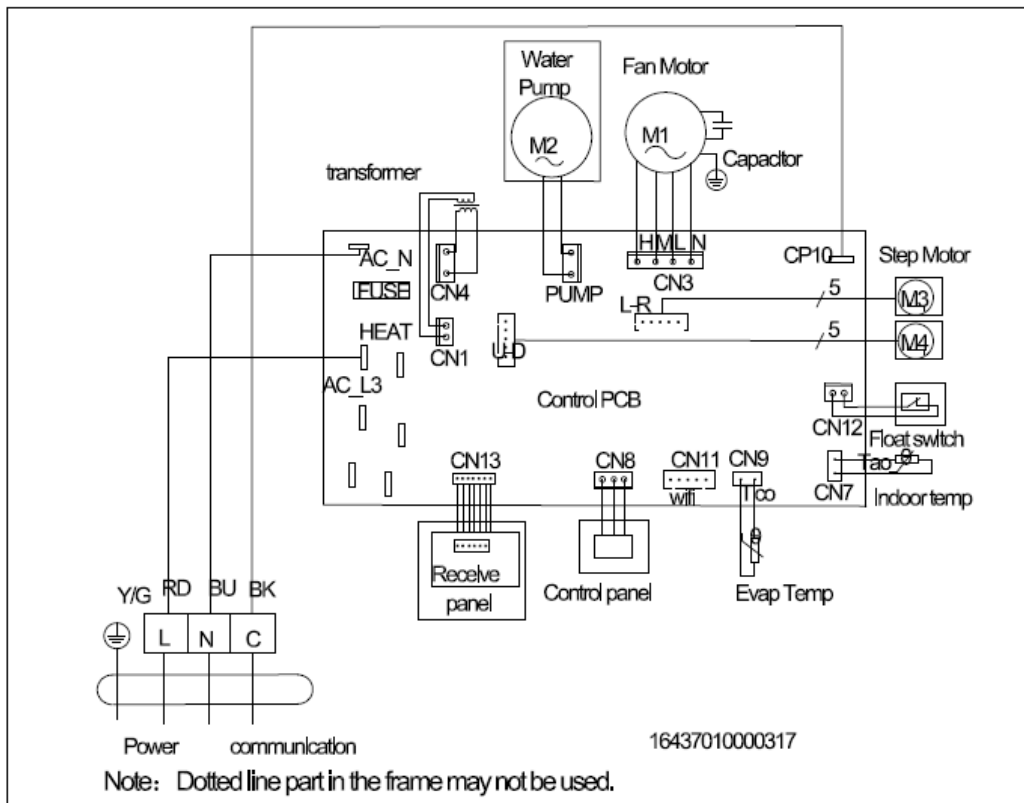 Water
Pump
M2
Fan Motor
M1
Capacitor
transformer
AC_N
FUSE
CN4
PUMP
H M L N
CN3
CP10
Step Motor
L-R
5
M3
HEAT
CN1
U-D
5
M4
AC_L3
Control PCB
CN12
Float switch
CN13
CN8
CN11
wifi
CN9
Tco
CN7
Tao
Indoor temp
Receive
panel
Control panel
Evap Temp
Y/G
RD
BU
BK
L
N
C
Power
communication
16437010000317
Note: Dotted line part in the frame may not be used.